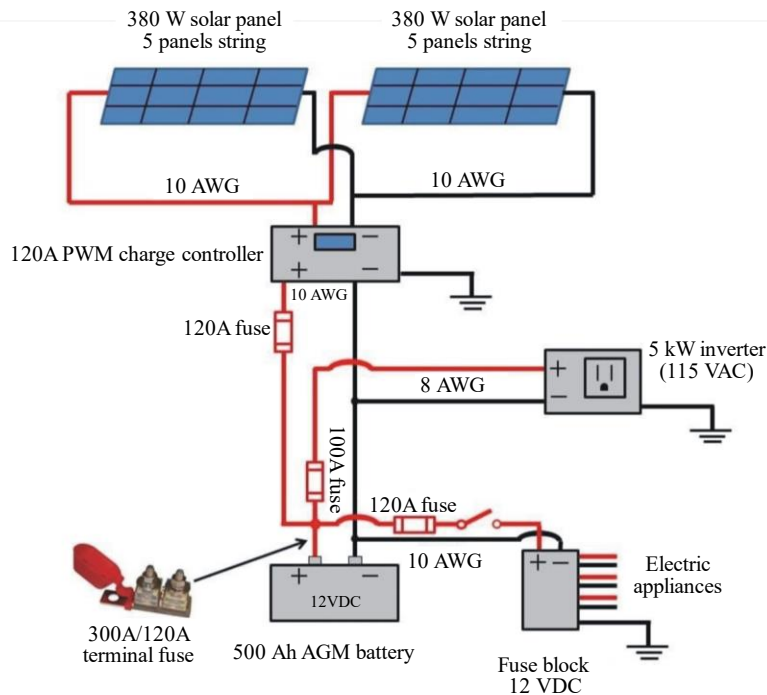 380 W solar panel
5 panels string
380 W solar panel
5 panels string
10 AWG
10 AWG
120A PWM charge controller
+ −
+ −
10 AWG
120A fuse
5 kW inverter
(115 VAC)
+
−
8 AWG
100A fuse
120A fuse
10 AWG
+ −
12VDC
+ −
Electric
appliances
300A/120A
terminal fuse
500 Ah AGM battery
Fuse block
12 VDC